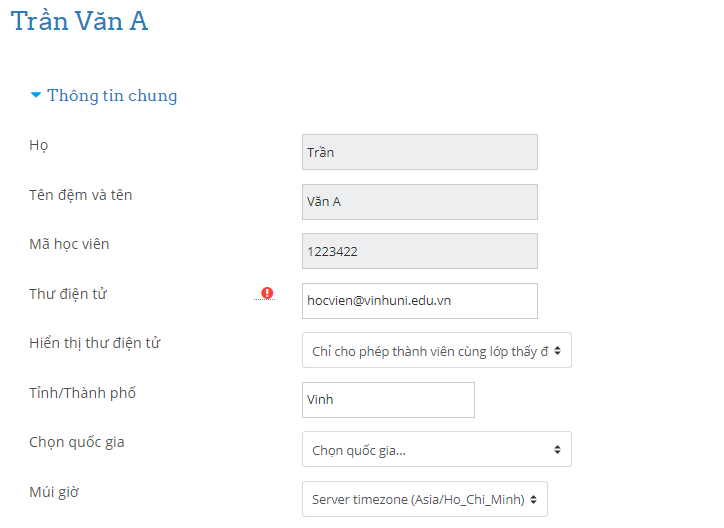 Trần Văn A
Thông tin chung
Họ
Trần
Tên đệm và tên
Văn A
Mã học viên
1223422
Thư điện tử
hocvien@vinhuni.edu.vn
Hiển thị thư điện tử
Chỉ cho phép thành viên cùng lớp thấy đ
Tỉnh/Thành phố
Vinh
Chọn quốc gia
Chọn quốc gia...
Múi giờ
Server timezone (Asia/Ho_Chi_Minh)